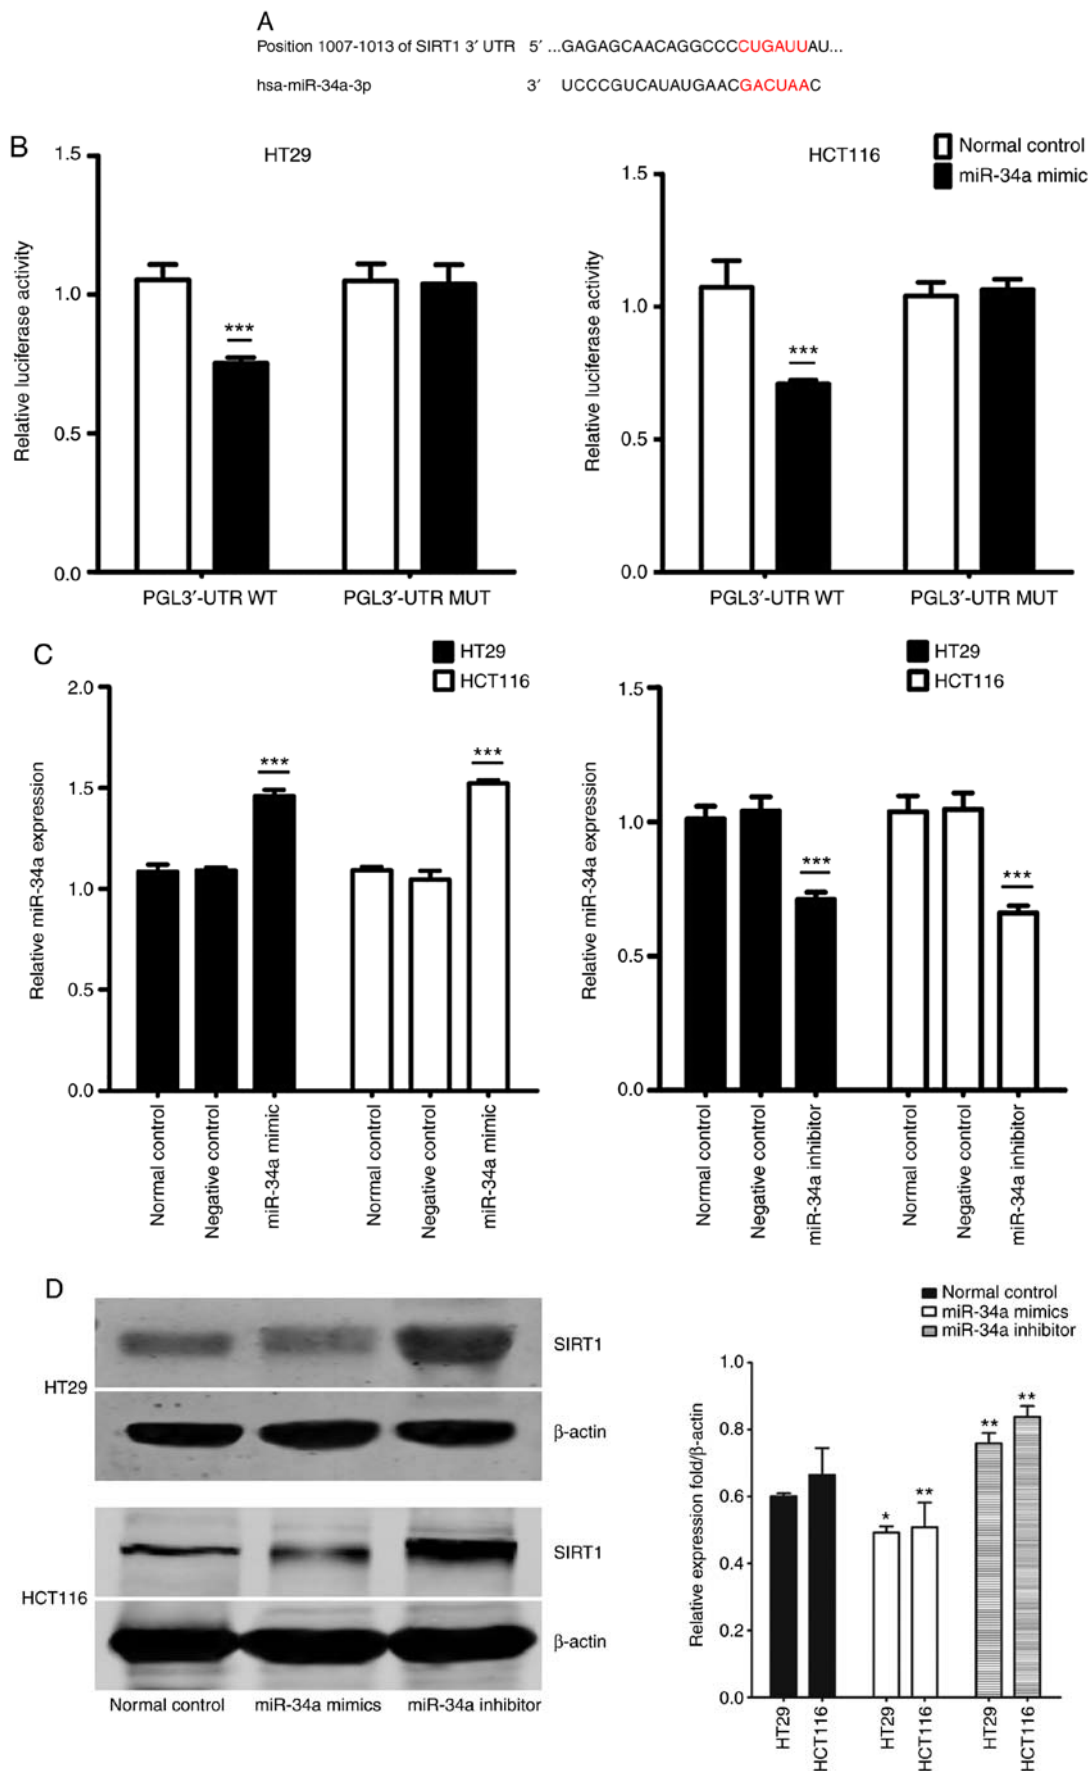 A
Position 1007-1013 of SIRT1 3′ UTR 5′ ...GAGAGCAACAGGCCCCUGAUUAU...
hsa-miR-34a-3p 3′ UCCCGUCAUAUGAACGACUAAC
B
HT29
Relative luciferase activity
1.5
1.0
0.5
0.0
***
PGL3′-UTR WT PGL3′-UTR MUT
HCT116
Normal control
miR-34a mimic
Relative luciferase activity
1.5
1.0
0.5
0.0
***
PGL3′-UTR WT PGL3′-UTR MUT
C
HT29
HCT116
Relative miR-34a expression
2.0
1.5
1.0
0.5
0.0
***
***
Normal control
Negative control
miR-34a mimic
Normal control
Negative control
miR-34a mimic
HT29
HCT116
Relative miR-34a expression
1.5
1.0
0.5
0.0
***
***
Normal control
Negative control
miR-34a inhibitor
Normal control
Negative control
miR-34a inhibitor
D
HT29
SIRT1
β-actin
HCT116
SIRT1
β-actin
Normal control miR-34a mimics miR-34a inhibitor
Normal control
miR-34a mimics
miR-34a inhibitor
Relative expression fold/β-actin
1.0
0.8
0.6
0.4
0.2
0.0
*
**
**
**
HT29
HCT116
HT29
HCT116
HT29
HCT116